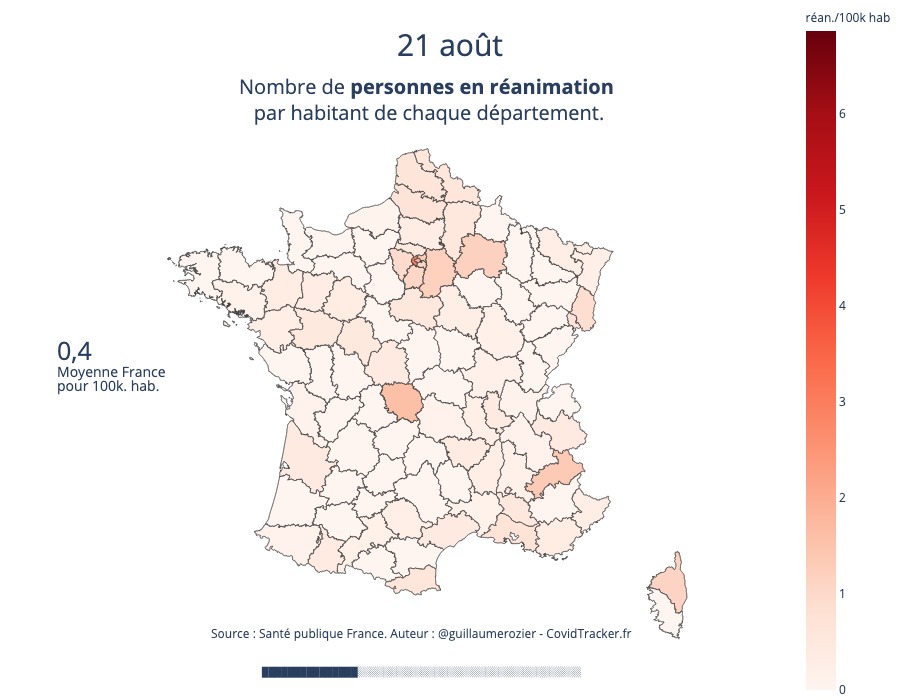 réan./100k hab
21 août
Nombre de personnes en réanimation
par habitant de chaque département.
6
5
4
3
2
1
0
0,4
Moyenne France
pour 100k. hab.
Source : Santé publique France. Auteur : @guillaumerozier - CovidTracker.fr